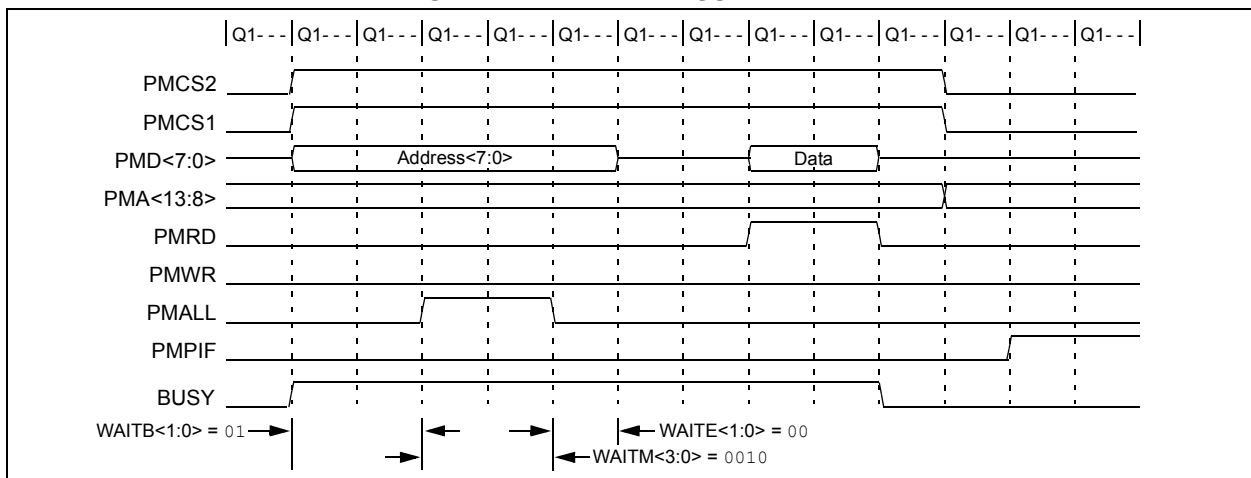 Q1--- Q1--- Q1--- Q1--- Q1--- Q1--- Q1--- Q1--- Q1--- Q1--- Q1--- Q1--- Q1--- Q1---
PMCS2
PMCS1
PMD<7:0> Address<7:0> Data
PMA<13:8>
PMRD
PMWR
PMALL
PMPIF
BUSY
WAITB<1:0> = 01 WAITE<1:0> = 00
WAITM<3:0> = 0010